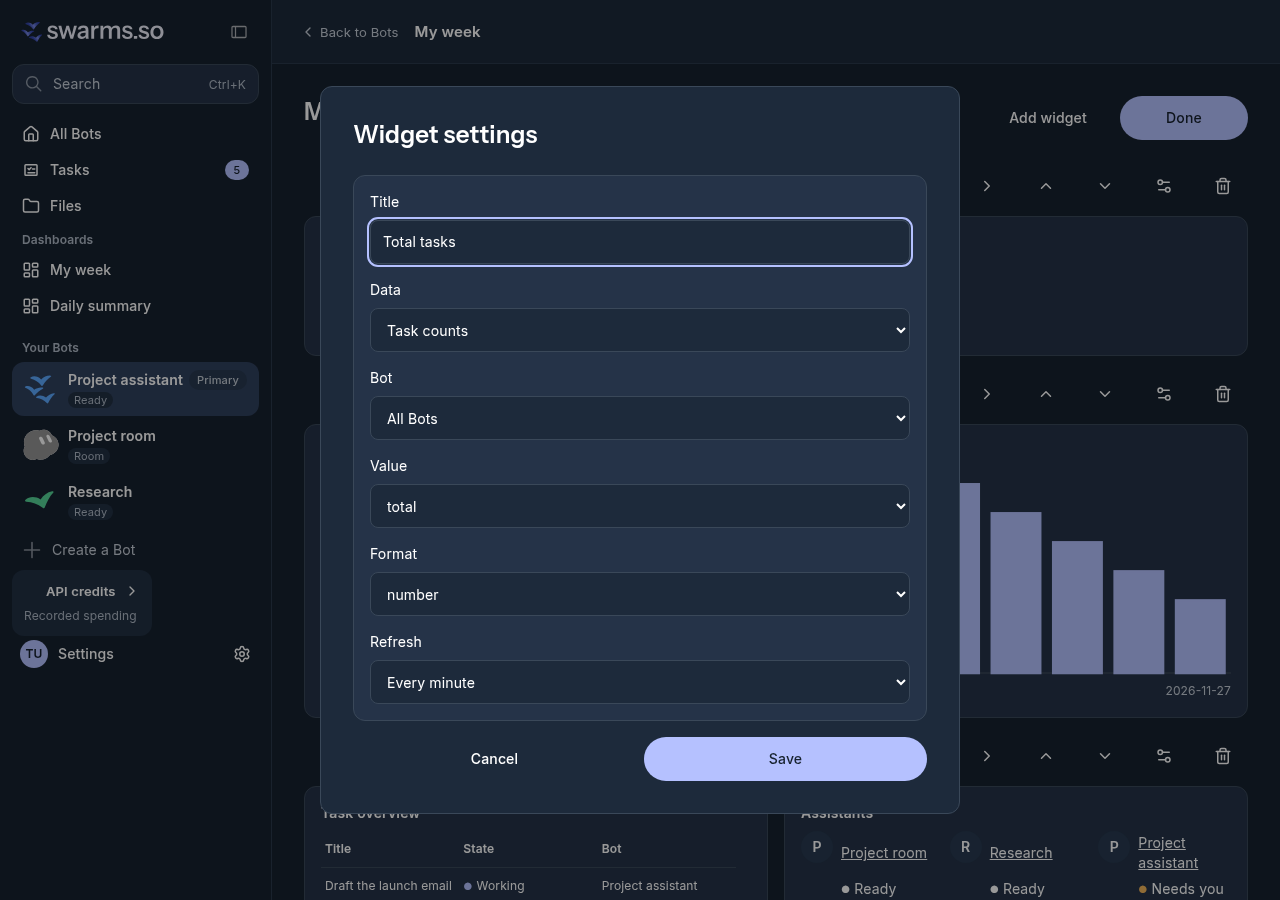 swarms.so
Search
Ctrl+K
All Bots
Tasks
5
Files
Dashboards
My week
Daily summary
Your Bots
Project assistant
Primary
Ready
Project room
Room
Research
Ready
Create a Bot
API credits
Recorded spending
TU
Settings
Back to Bots
My week
Add widget
Done
Widget settings
Title
Total tasks
Data
Task counts
Bot
All Bots
Value
total
Format
number
Refresh
Every minute
Cancel
Save
2026-11-27
Task overview
Title State Bot
Draft the launch email Working Project assistant
Assistants
P Project room
Ready
R Research
Ready
P Project
assistant
Needs you